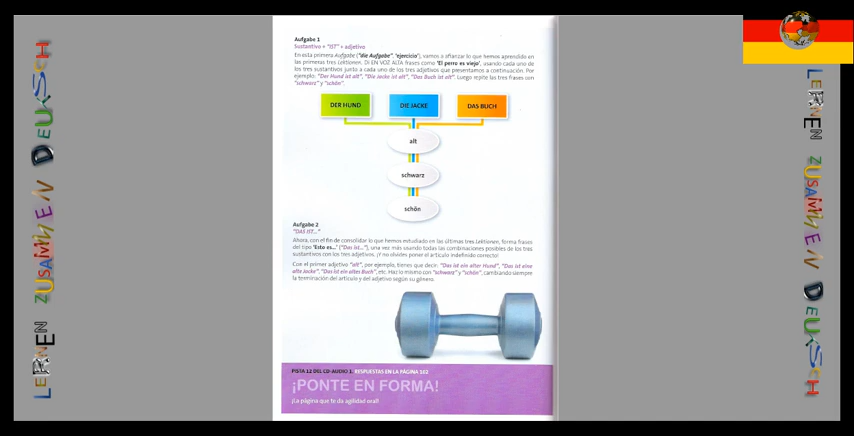 Aufgabe 1
Sustantivo + "IST" + adjetivo
En esta primera Aufgabe ("die Aufgabe", 'ejercicio'), vamos a afianzar lo que hemos aprendido en
las primeras tres Lektionen. DI EN VOZ ALTA frases como 'El perro es viejo', usando cada uno de
los tres sustantivos junto a cada uno de los tres adjetivos que presentamos a continuación. Por
ejemplo: "Der Hund ist alt", "Die Jacke ist alt", "Das Buch ist alt". Luego repite las tres frases con
"schwarz" y "schön".
DER HUND
DIE JACKE
DAS BUCH
alt
schwarz
schön
Aufgabe 2
"DAS IST..."
Ahora, con el fin de consolidar lo que hemos estudiado en las últimas tres Lektionen, forma frases
del tipo 'Esto es...' ("Das ist..."), una vez más usando todas las combinaciones posibles de los tres
sustantivos con los tres adjetivos. ¡Y no olvides poner el artículo indefinido correcto!
Con el primer adjetivo "alt", por ejemplo, tienes que decir: "Das ist ein alter Hund", "Das ist eine
alte Jacke", "Das ist ein altes Buch", etc. Haz lo mismo con "schwarz" y "schön", cambiando siempre
la terminación del artículo y del adjetivo según su género.
PISTA 12 DEL CD-AUDIO 1. RESPUESTAS EN LA PÁGINA 162
¡PONTE EN FORMA!
¡La página que te da agilidad oral!
LERNEN ZUSAMMEN DEUTSCH
LERNEN ZUSAMMEN DEUTSCH